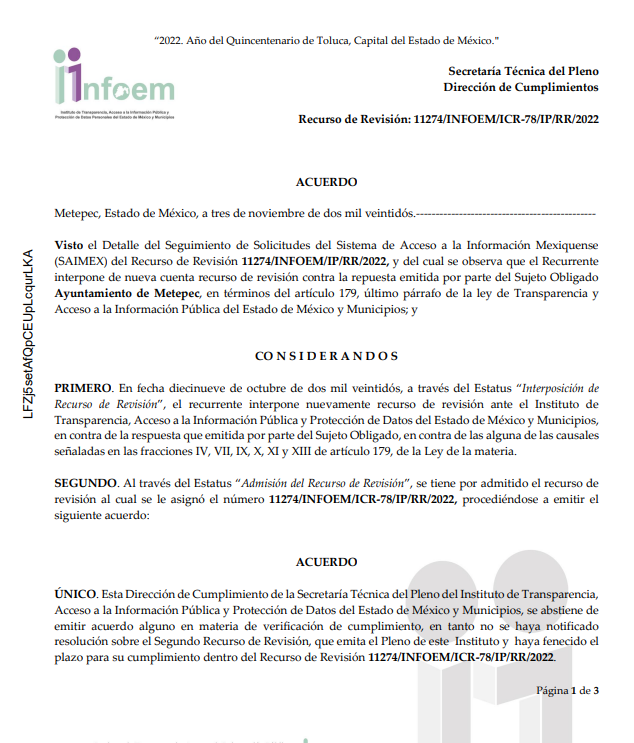 “2022. Año del Quincentenario de Toluca, Capital del Estado de México.”
infoem
Instituto de Transparencia, Acceso a la Información Pública y
Protección de Datos Personales del Estado de México y Municipios
Secretaría Técnica del Pleno
Dirección de Cumplimientos
Recurso de Revisión: 11274/INFOEM/ICR-78/IP/RR/2022
ACUERDO
Metepec, Estado de México, a tres de noviembre de dos mil veintidós.----------------------------------------------
Visto el Detalle del Seguimiento de Solicitudes del Sistema de Acceso a la Información Mexiquense
(SAIMEX) del Recurso de Revisión 11274/INFOEM/IP/RR/2022, y del cual se observa que el Recurrente
interpone de nueva cuenta recurso de revisión contra la repuesta emitida por parte del Sujeto Obligado
Ayuntamiento de Metepec, en términos del artículo 179, último párrafo de la ley de Transparencia y
Acceso a la Información Pública del Estado de México y Municipios; y
C O N S I D E R A N D O S
PRIMERO. En fecha diecinueve de octubre de dos mil veintidós, a través del Estatus “Interposición de
Recurso de Revisión”, el recurrente interpone nuevamente recurso de revisión ante el Instituto de
Transparencia, Acceso a la Información Pública y Protección de Datos del Estado de México y Municipios,
en contra de la respuesta que emitida por parte del Sujeto Obligado, en contra de las alguna de las causales
señaladas en las fracciones IV, VII, IX, X, XI y XIII de artículo 179, de la Ley de la materia.
SEGUNDO. Al través del Estatus “Admisión del Recurso de Revisión”, se tiene por admitido el recurso de
revisión al cual se le asignó el número 11274/INFOEM/ICR-78/IP/RR/2022, procediéndose a emitir el
siguiente acuerdo:
ACUERDO
ÚNICO. Esta Dirección de Cumplimiento de la Secretaría Técnica del Pleno del Instituto de Transparencia,
Acceso a la Información Pública y Protección de Datos del Estado de México y Municipios, se abstiene de
emitir acuerdo alguno en materia de verificación de cumplimiento, en tanto no se haya notificado
resolución sobre el Segundo Recurso de Revisión, que emita el Pleno de este Instituto y haya fenecido el
plazo para su cumplimiento dentro del Recurso de Revisión 11274/INFOEM/ICR-78/IP/RR/2022.
Página 1 de 3
LFZj5setAfQpCEUpLcqurLKA